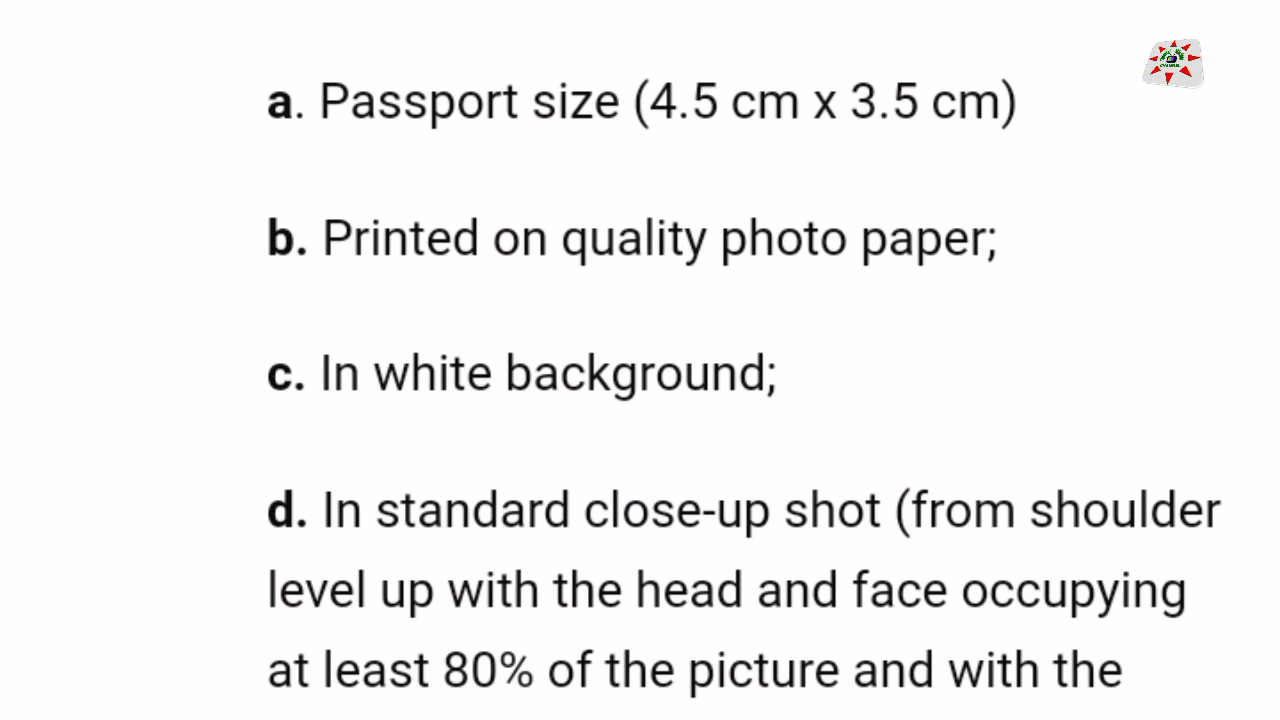 a. Passport size (4.5 cm x 3.5 cm)
b. Printed on quality photo paper;
c. In white background;
d. In standard close-up shot (from shoulder
level up with the head and face occupying
at least 80% of the picture and with the